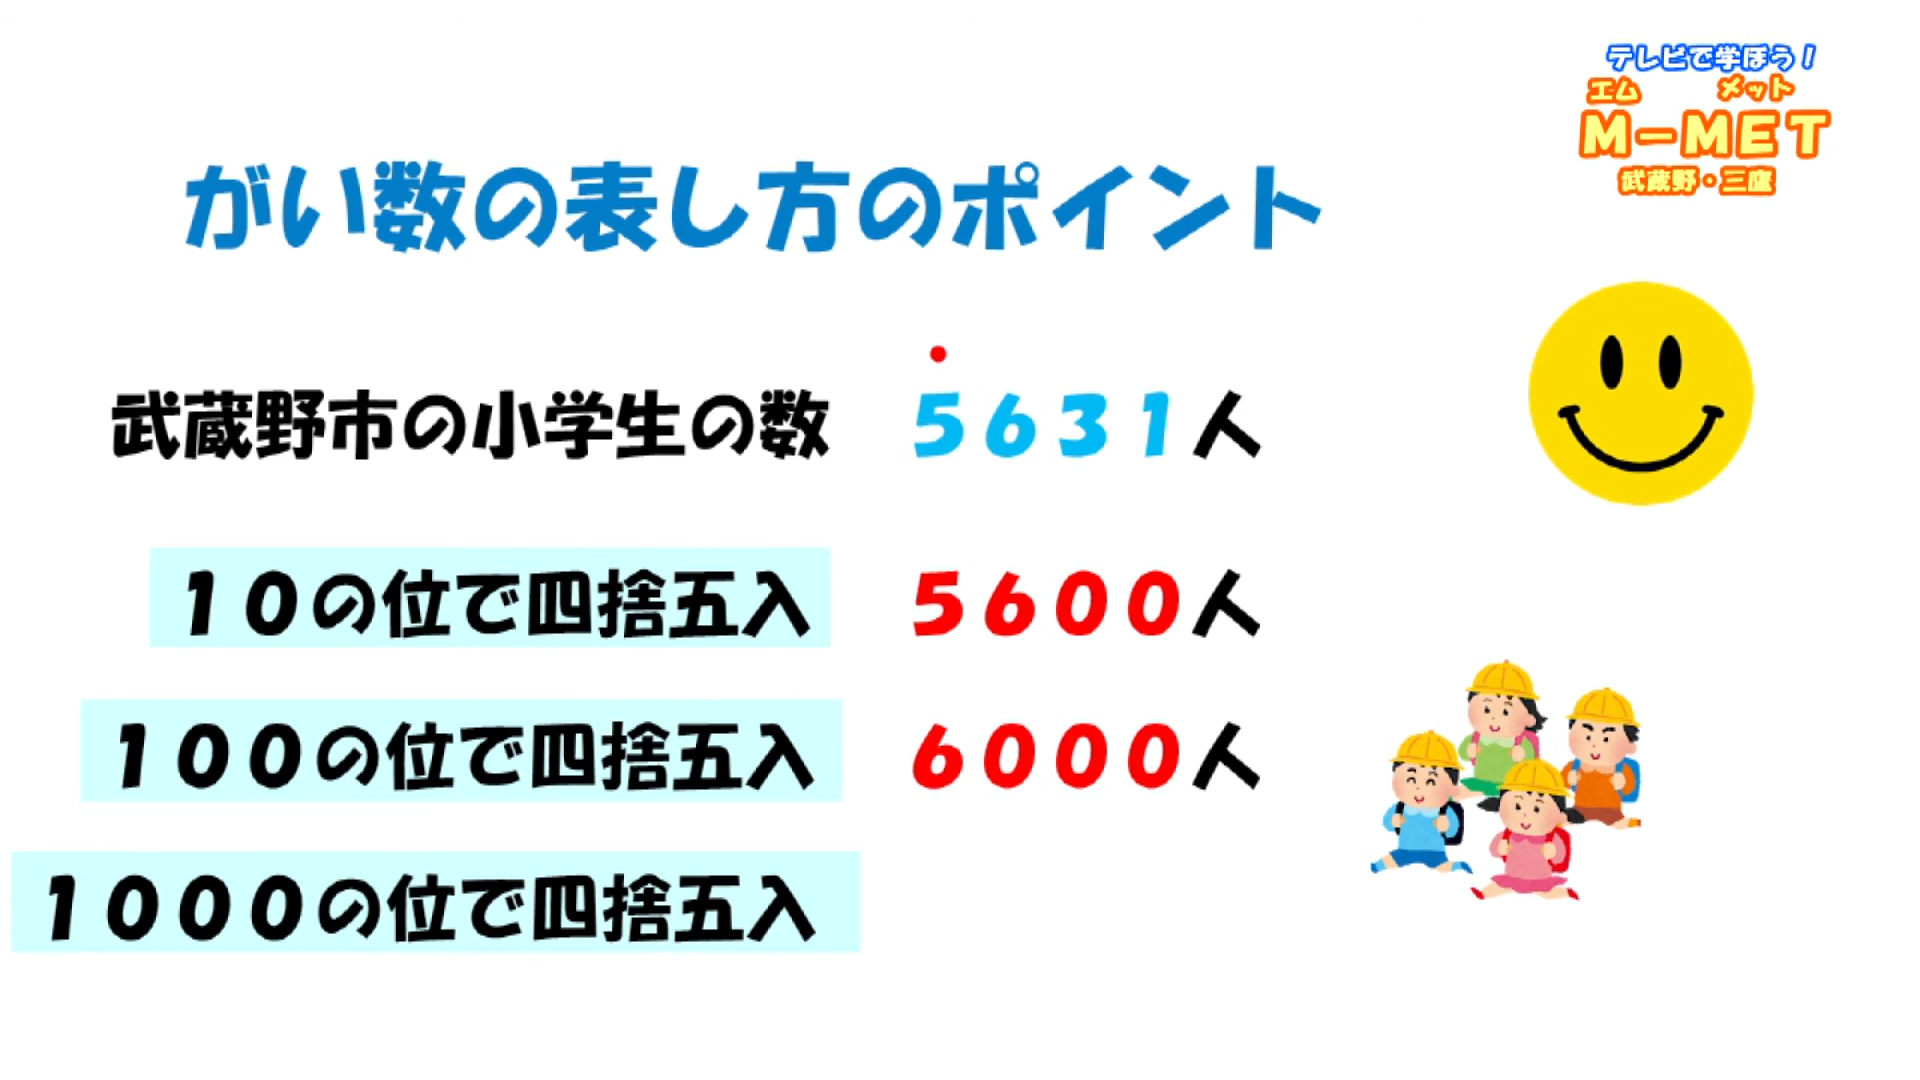 テレビで学ぼう!
エム メット
M-MET
武蔵野・三鷹
がい数の表し方のポイント
武蔵野市の小学生の数 5631人
10の位で四捨五入 5600人
100の位で四捨五入 6000人
1000の位で四捨五入